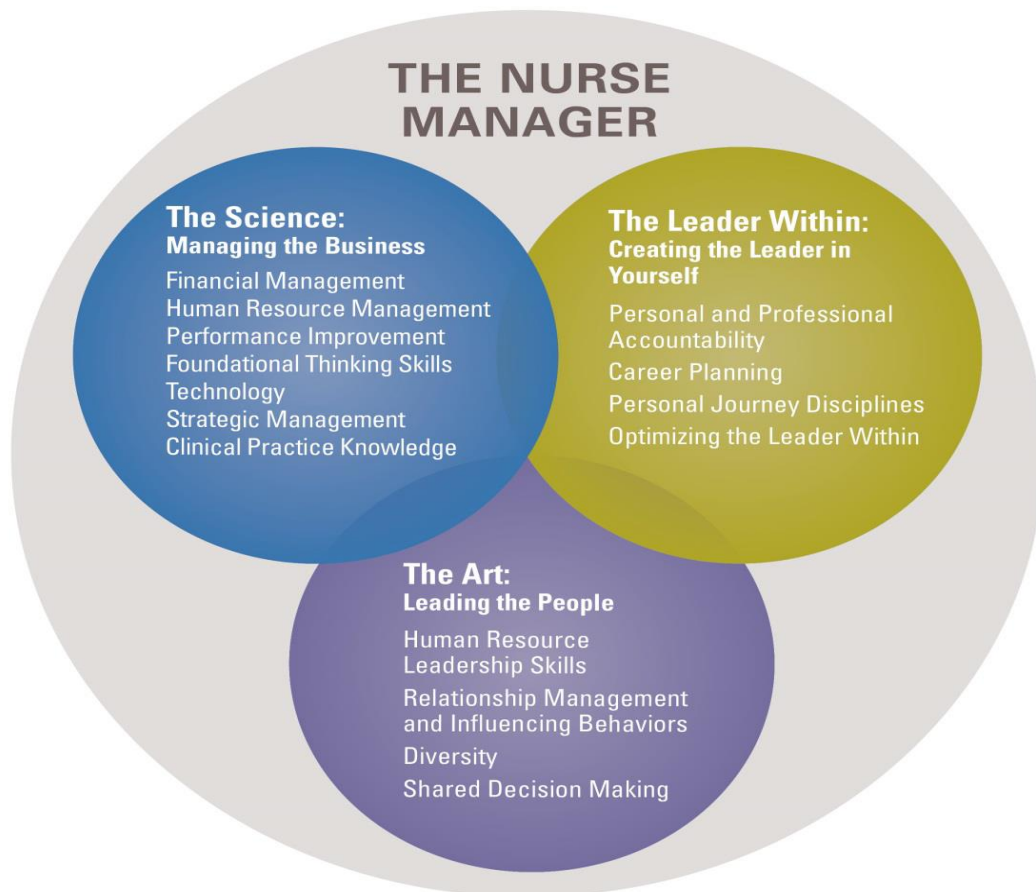 THE NURSE
MANAGER
The Science:
Managing the Business
Financial Management
Human Resource Management
Performance Improvement
Foundational Thinking Skills
Technology
Strategic Management
Clinical Practice Knowledge
The Leader Within:
Creating the Leader in
Yourself
Personal and Professional
Accountability
Career Planning
Personal Journey Disciplines
Optimizing the Leader Within
The Art:
Leading the People
Human Resource
Leadership Skills
Relationship Management
and Influencing Behaviors
Diversity
Shared Decision Making